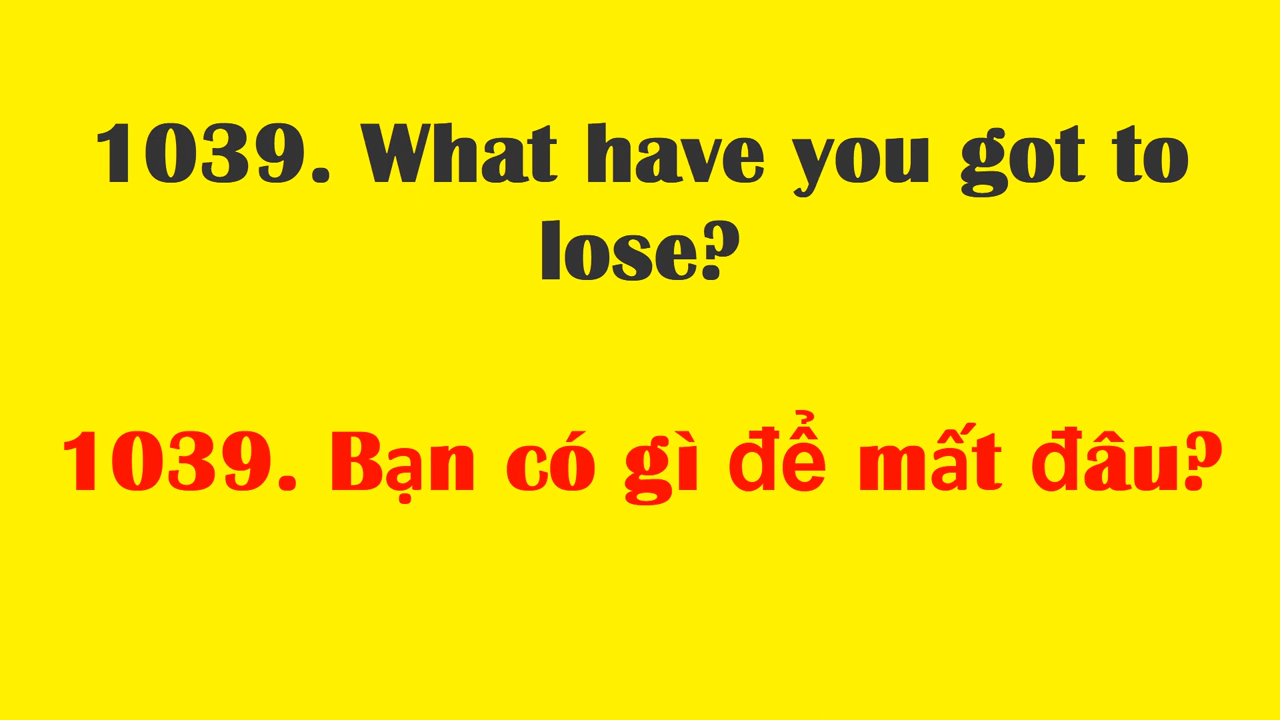 1039. What have you got to
lose?
1039. Bạn có gì để mất đâu?